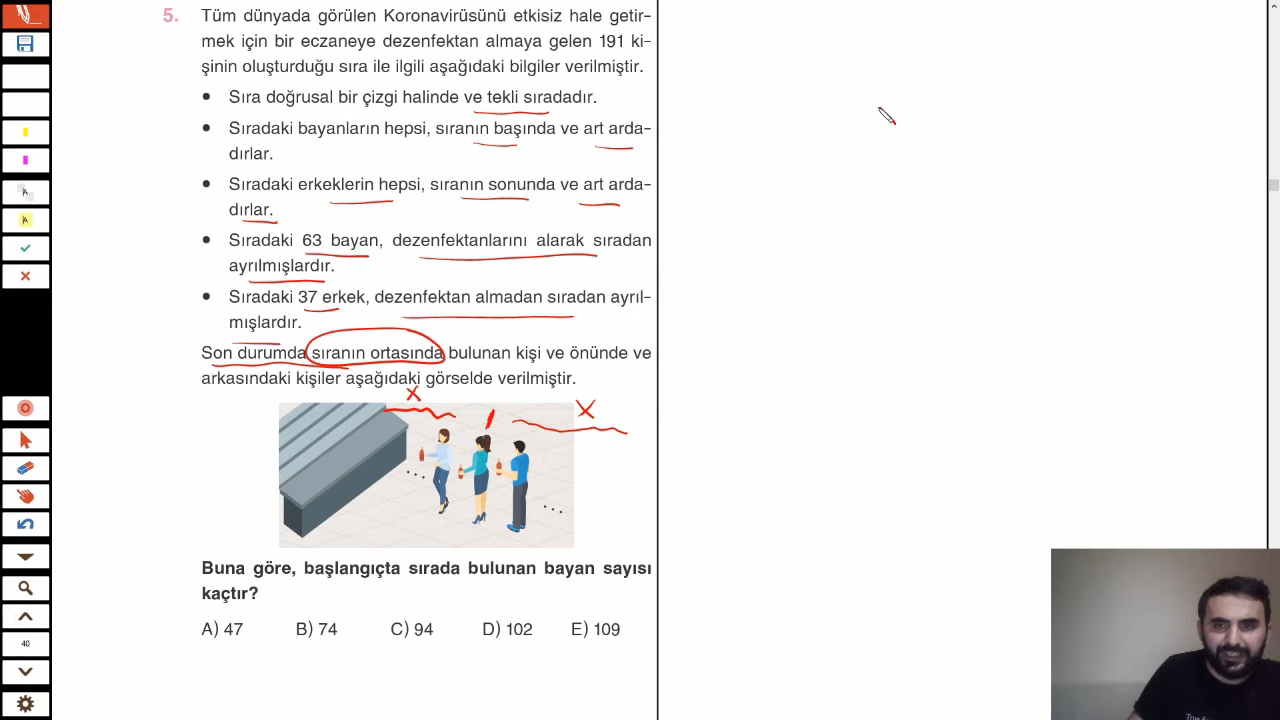 5. Tüm dünyada görülen Koronavirüsünü etkisiz hale getir-
mek için bir eczaneye dezenfektan almaya gelen 191 ki-
şinin oluşturduğu sıra ile ilgili aşağıdaki bilgiler verilmiştir.
• Sıra doğrusal bir çizgi halinde ve tekli sıradadır.
• Sıradaki bayanların hepsi, sıranın başında ve art arda-
dırlar.
• Sıradaki erkeklerin hepsi, sıranın sonunda ve art arda-
dırlar.
• Sıradaki 63 bayan, dezenfektanlarını alarak sıradan
ayrılmışlardır.
• Sıradaki 37 erkek, dezenfektan almadan sıradan ayrıl-
mışlardır.
Son durumda sıranın ortasında bulunan kişi ve önünde ve
arkasındaki kişiler aşağıdaki görselde verilmiştir.
x 1 x
Buna göre, başlangıçta sırada bulunan bayan sayısı
kaçtır?
A) 47 B) 74 C) 94 D) 102 E) 109
A
A
40